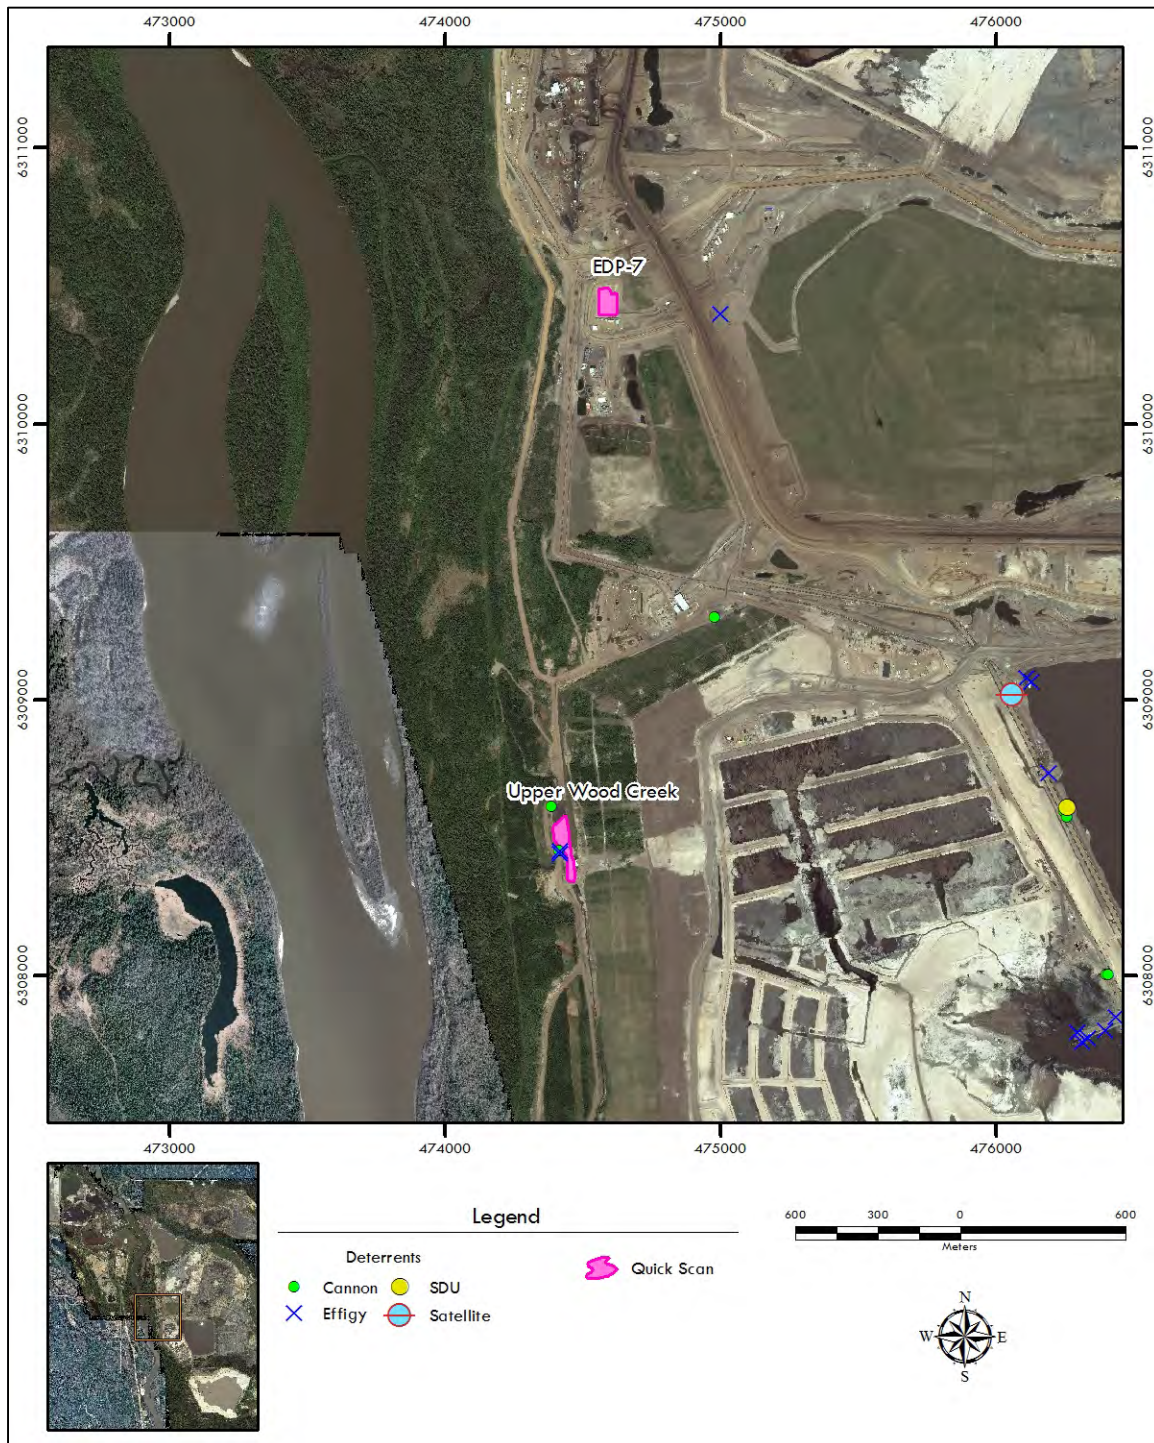 473000 474000 475000 476000
6311000 6311000
EDP-7
6310000 6310000
6309000 6309000
Upper Wood Creek
6308000 6308000
473000 474000 475000 476000
Legend
Deterrents
Cannon
SDU
Effigy
Satellite
Quick Scan
600 300 0 600
Meters
N
W E
S